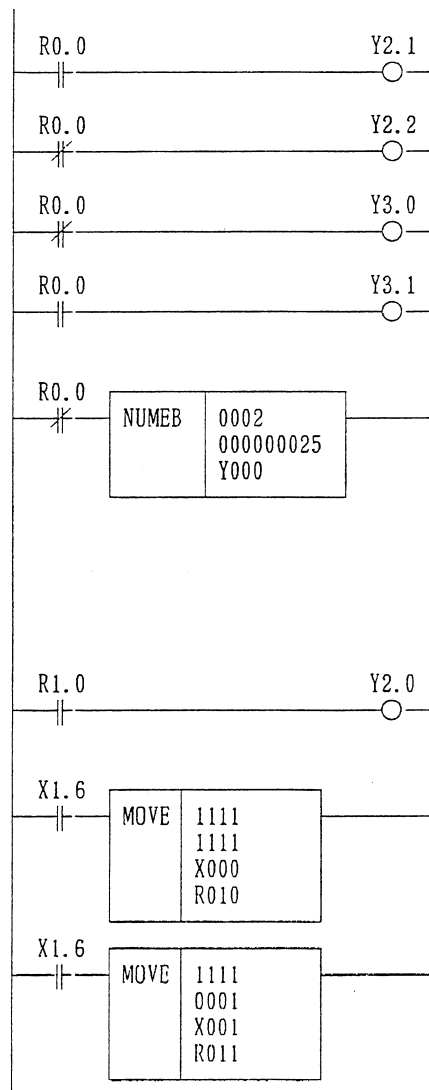 R0.0 Y2.1
R0.0 Y2.2
R0.0 Y3.0
R0.0 Y3.1
R0.0
NUMEB 0002
000000025
Y000
R1.0 Y2.0
X1.6
MOVE 1111
1111
X000
R010
X1.6
MOVE 1111
0001
X001
R011